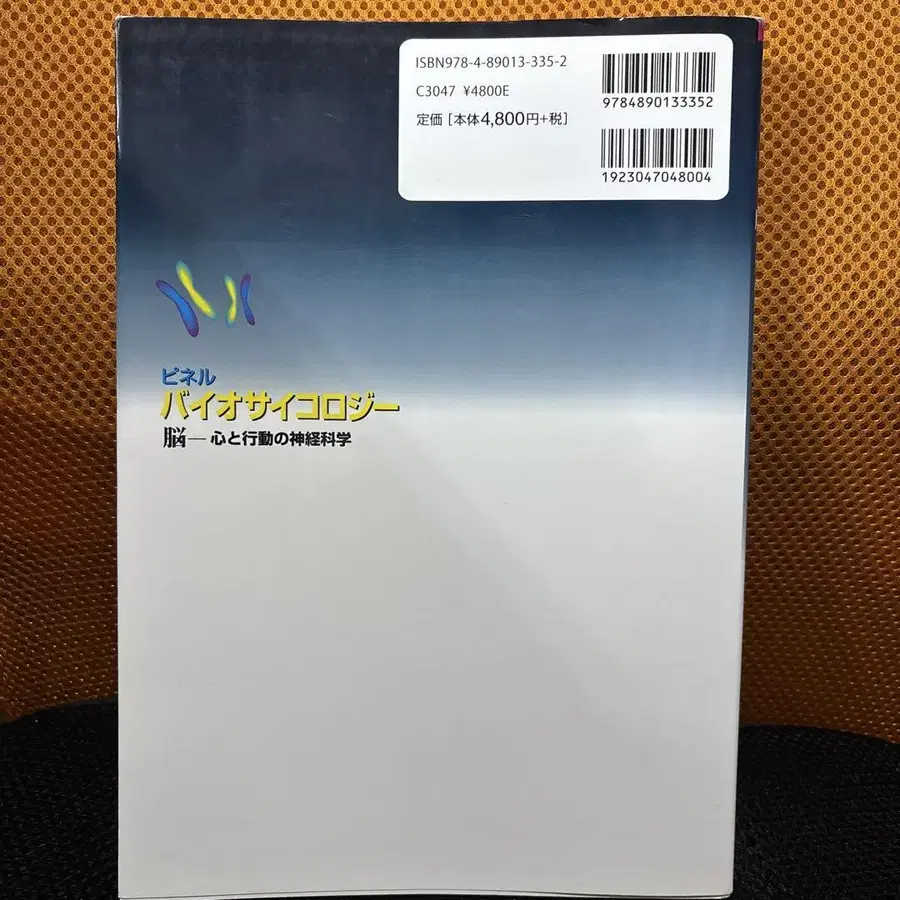 ISBN978-4-89013-335-2
C3047 ¥4800E
定価 [本体4,800円+税]
9784890133352
1923047048004
ピネル
バイオサイコロジー
脳—心と行動の神経科学